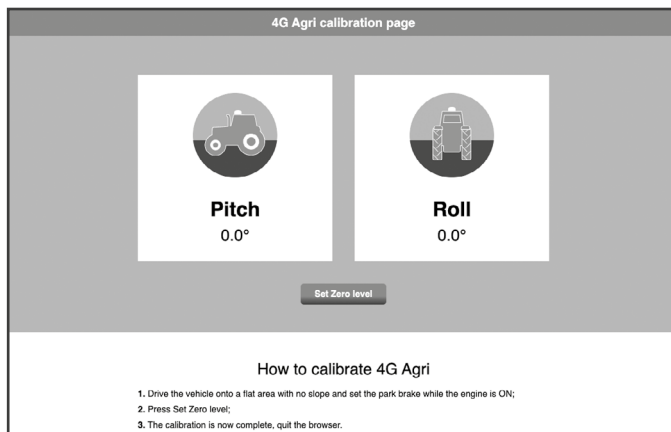 4G Agri calibration page
Pitch
0.0°
Roll
0.0°
Set Zero level
How to calibrate 4G Agri
1. Drive the vehicle onto a flat area with no slope and set the park brake while the engine is ON;
2. Press Set Zero level;
3. The calibration is now complete, quit the browser.